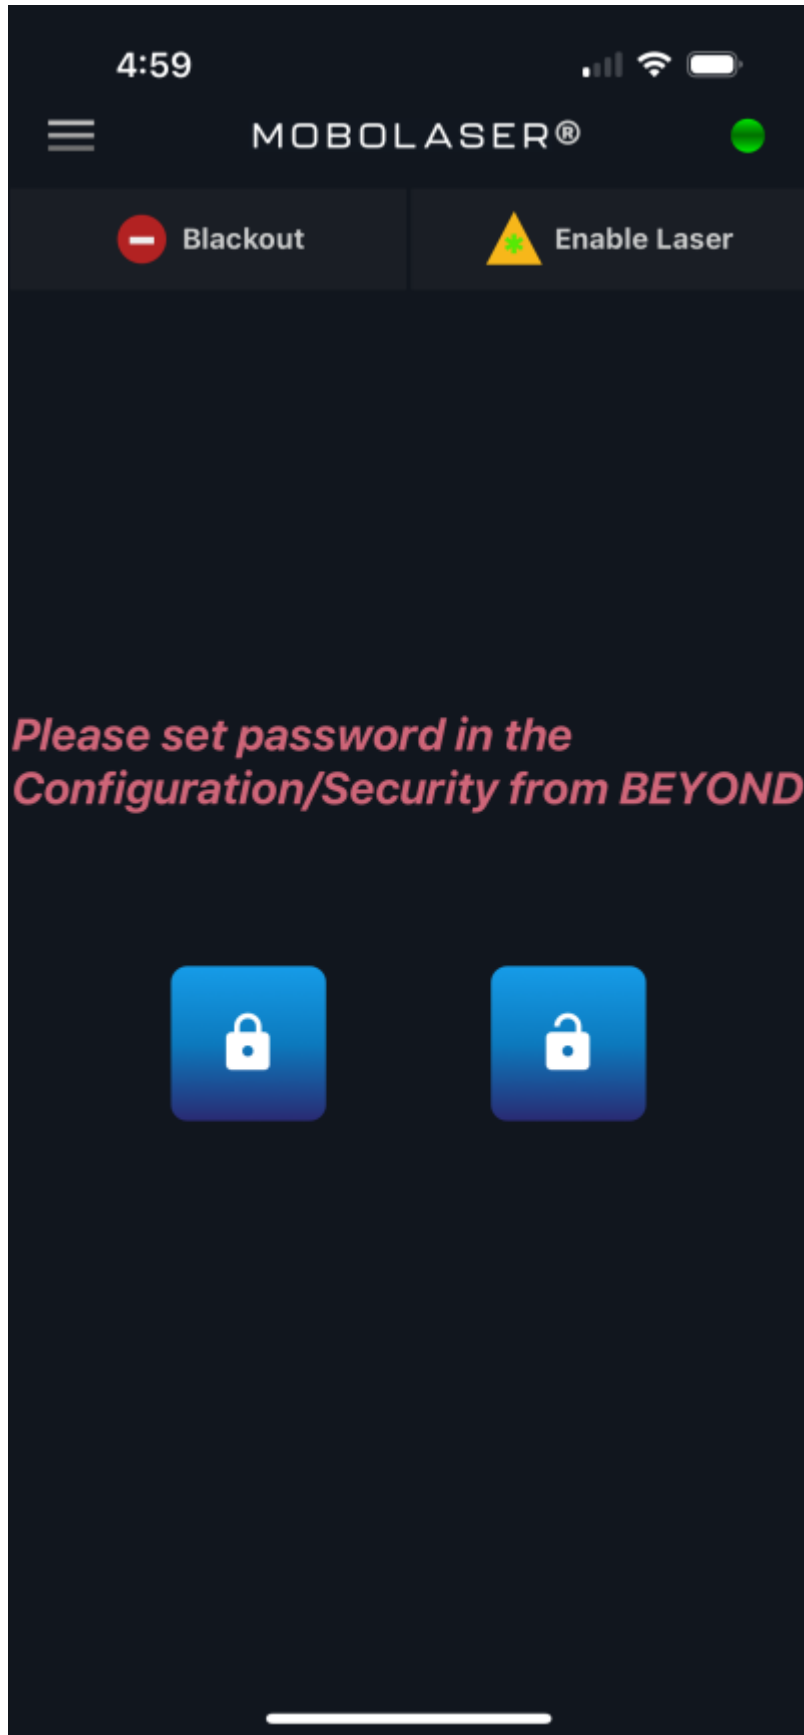 4:59
MOBOLASER®
Blackout
Enable Laser
Please set password in the
Configuration/Security from BEYOND